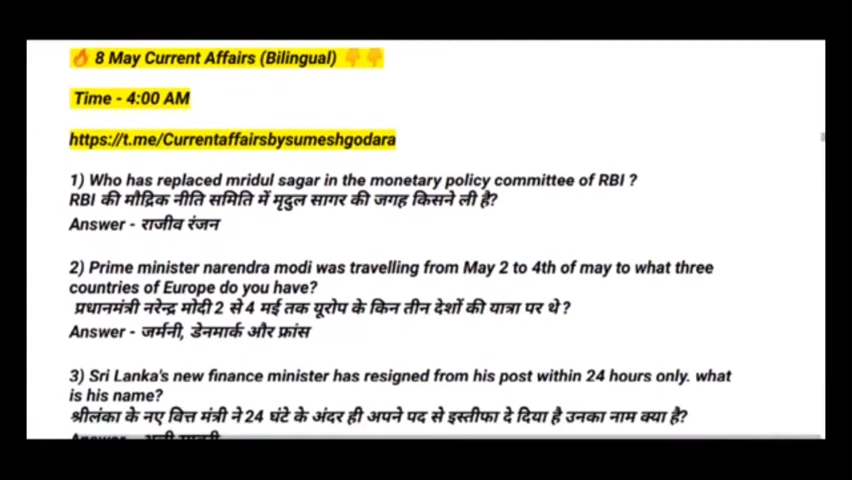 🔥 8 May Current Affairs (Bilingual) 👇👇
Time - 4:00 AM
https://t.me/Currentaffairsbysumeshgodara
1) Who has replaced mridul sagar in the monetary policy committee of RBI ?
RBI की मौद्रिक नीति समिति में मृदुल सागर की जगह किसने ली है?
Answer - राजीव रंजन
2) Prime minister narendra modi was travelling from May 2 to 4th of may to what three
countries of Europe do you have?
प्रधानमंत्री नरेन्द्र मोदी 2 से 4 मई तक यूरोप के किन तीन देशों की यात्रा पर थे ?
Answer - जर्मनी, डेनमार्क और फ्रांस
3) Sri Lanka's new finance minister has resigned from his post within 24 hours only. what
is his name?
श्रीलंका के नए वित्त मंत्री ने 24 घंटे के अंदर ही अपने पद से इस्तीफा दे दिया है उनका नाम क्या है?
Answer -